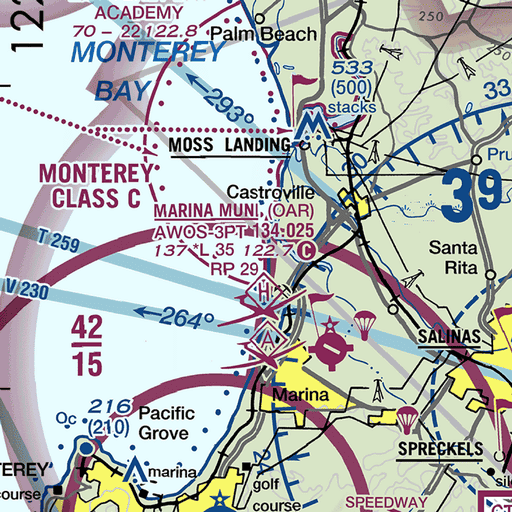 122
ACADEMY
70 - 22 122.8
Palm Beach
250
MONTEREY
BAY
533
(500)
stacks
293°
33
MOSS LANDING
20
Pru
MONTEREY
CLASS C
Castroville
39
MARINA MUNI (OAR)
AWOS-3PT 134.025
137 *L 35 122.7 C
RP 29
T 259
Santa
Rita
V 230
H
264°
42
15
A
SALINAS
Marina
Oc
216
(210)
Pacific
Grove
SPRECKELS
TEREY
course
marina
golf
course
SPEEDWAY
silo
CT